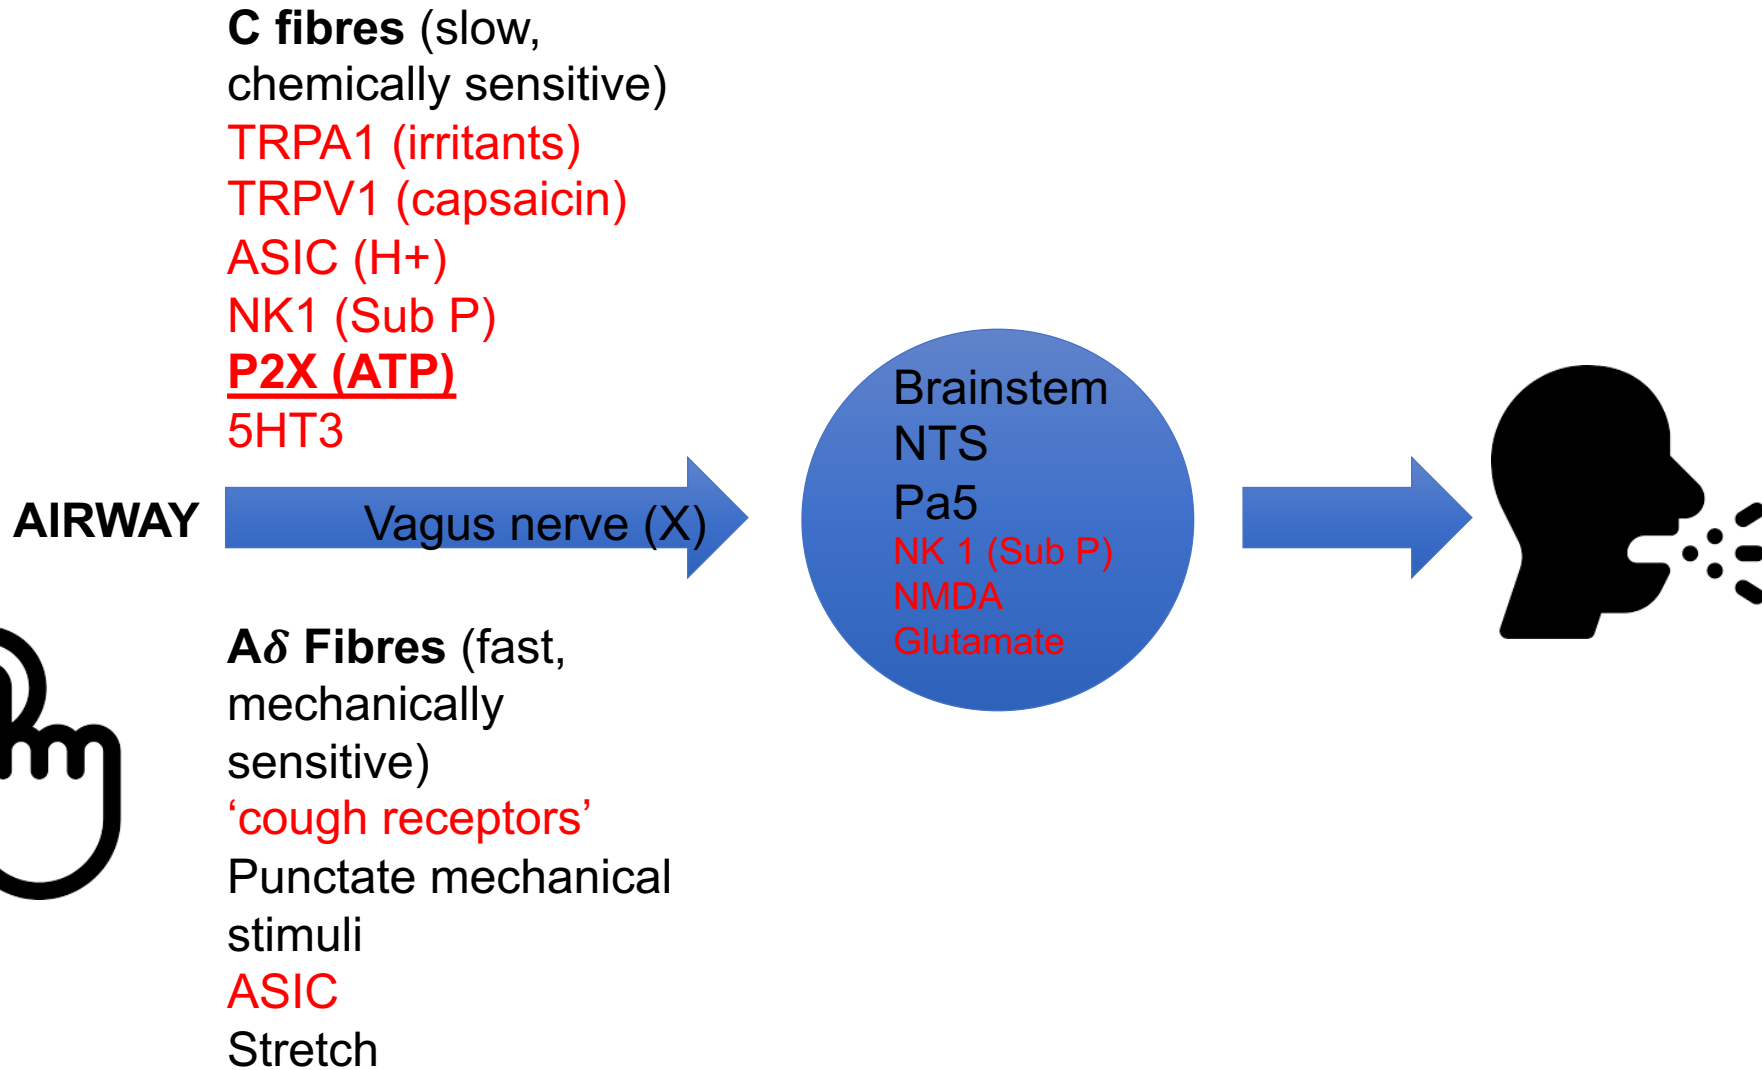 C fibres (slow,
chemically sensitive)
TRPA1 (irritants)
TRPV1 (capsaicin)
ASIC (H+)
NK1 (Sub P)
P2X (ATP)
5HT3
AIRWAY
Vagus nerve (X)
Brainstem
NTS
Pa5
NK 1 (Sub P)
NMDA
Glutamate
Aδ Fibres (fast,
mechanically
sensitive)
‘cough receptors’
Punctate mechanical
stimuli
ASIC
Stretch